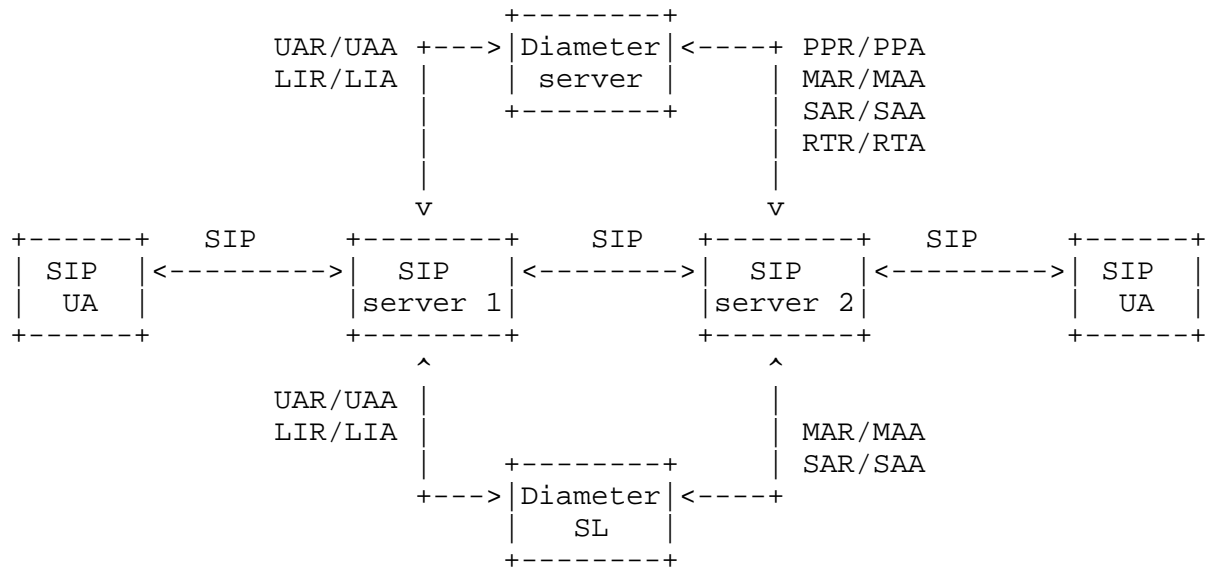 UAR/UAA Diameter PPR/PPA
LIR/LIA server MAR/MAA
SAR/SAA
RTR/RTA
SIP SIP SIP
SIP SIP SIP SIP
UA server 1 server 2 UA
UAR/UAA
LIR/LIA MAR/MAA
SAR/SAA
Diameter
SL